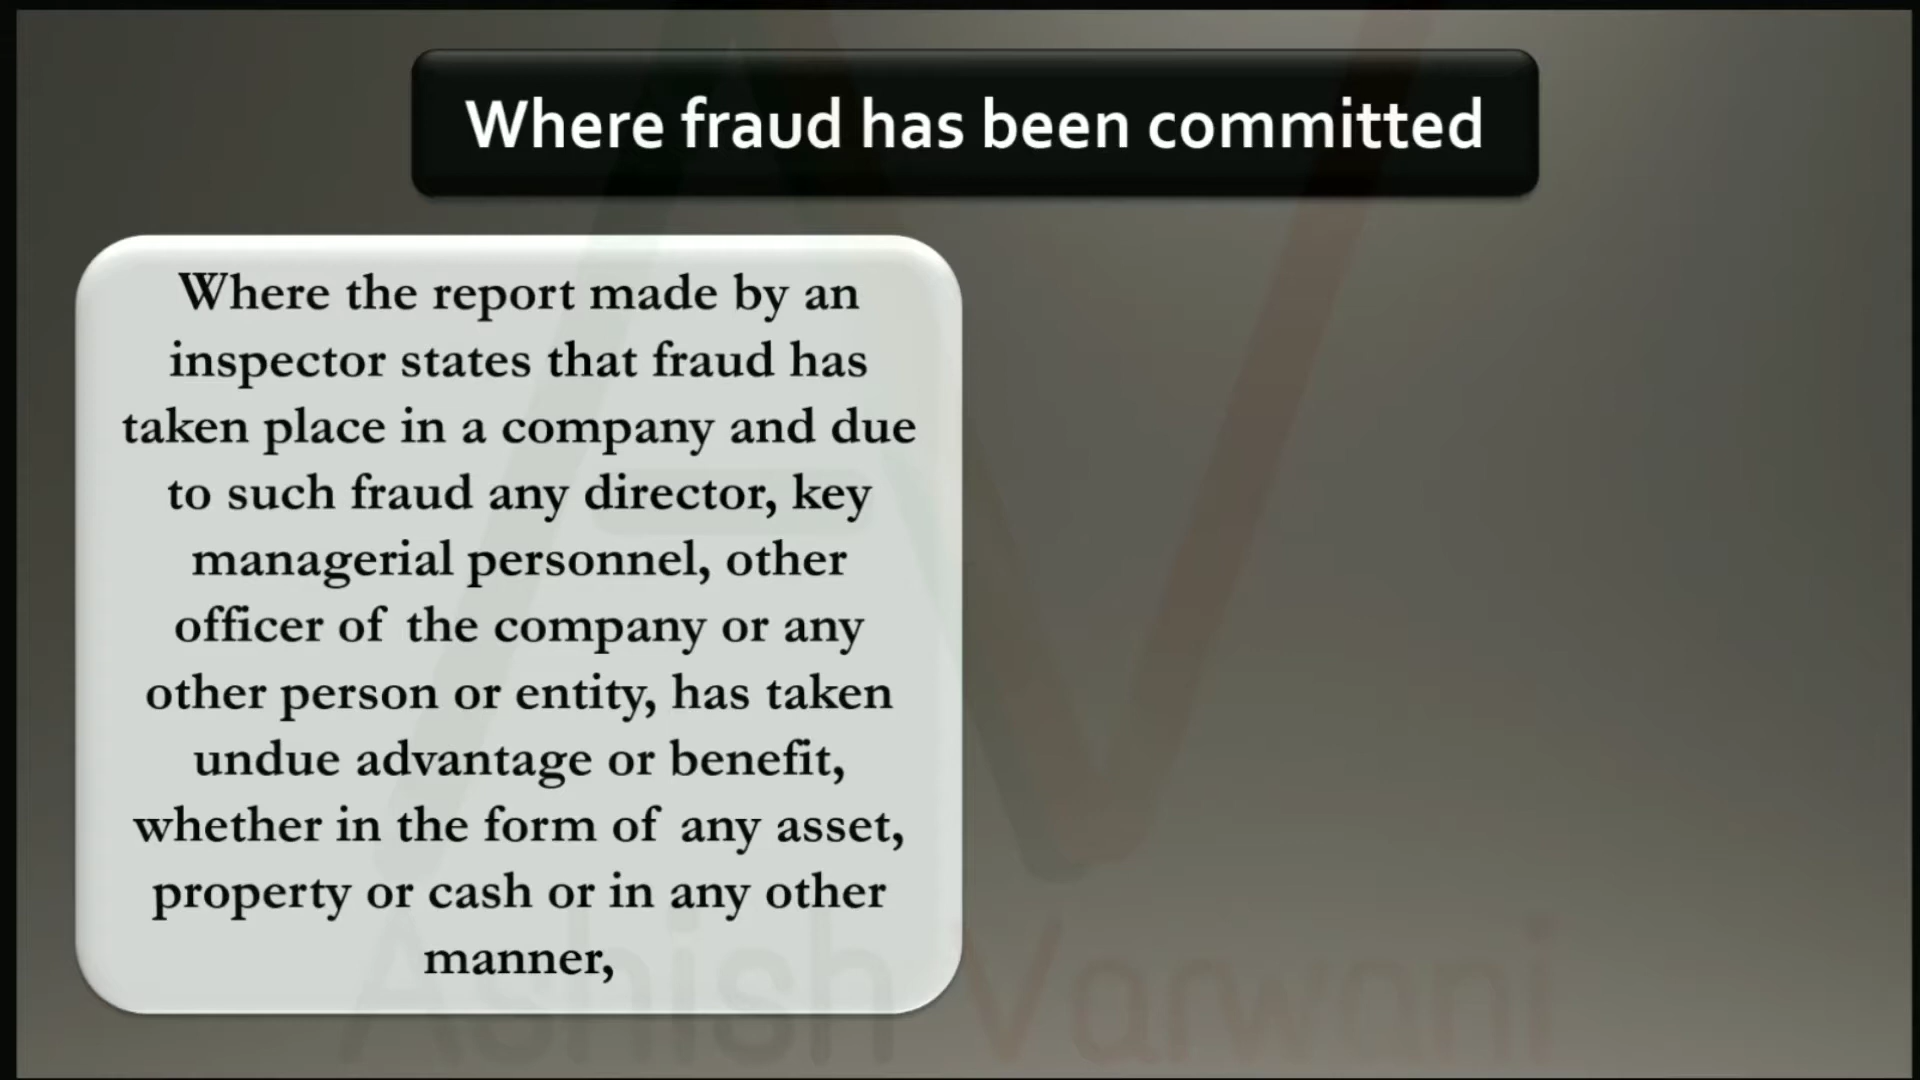 Where fraud has been committed
Where the report made by an
inspector states that fraud has
taken place in a company and due
to such fraud any director, key
managerial personnel, other
officer of the company or any
other person or entity, has taken
undue advantage or benefit,
whether in the form of any asset,
property or cash or in any other
manner,
Ashish Varwani